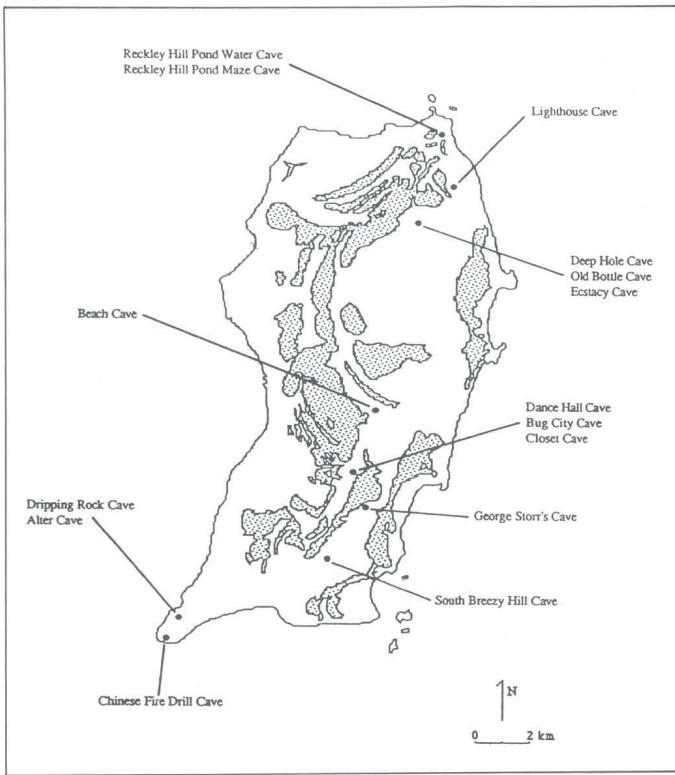 Reckley Hill Pond Water Cave
Reckley Hill Pond Maze Cave
Lighthouse Cave
Deep Hole Cave
Old Bottle Cave
Ecstacy Cave
Beach Cave
Dance Hall Cave
Bug City Cave
Closet Cave
Dripping Rock Cave
Alter Cave
George Storr's Cave
South Breezy Hill Cave
Chinese Fire Drill Cave
N
0 2 km